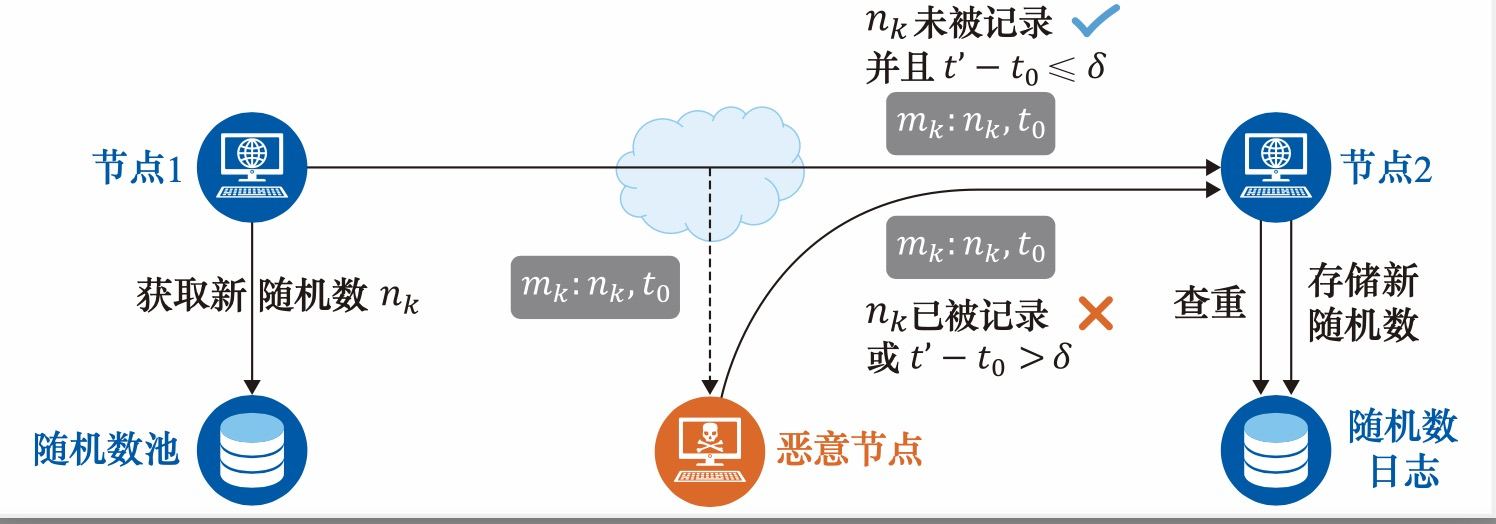 n_k 未被记录
并且 t' − t_0 ⩽ δ
m_k: n_k, t_0
节点1
节点2
m_k: n_k, t_0
m_k: n_k, t_0
获取新 随机数 n_k
n_k 已被记录
或 t' − t_0 > δ
查重
存储新
随机数
随机数池
恶意节点
随机数
日志